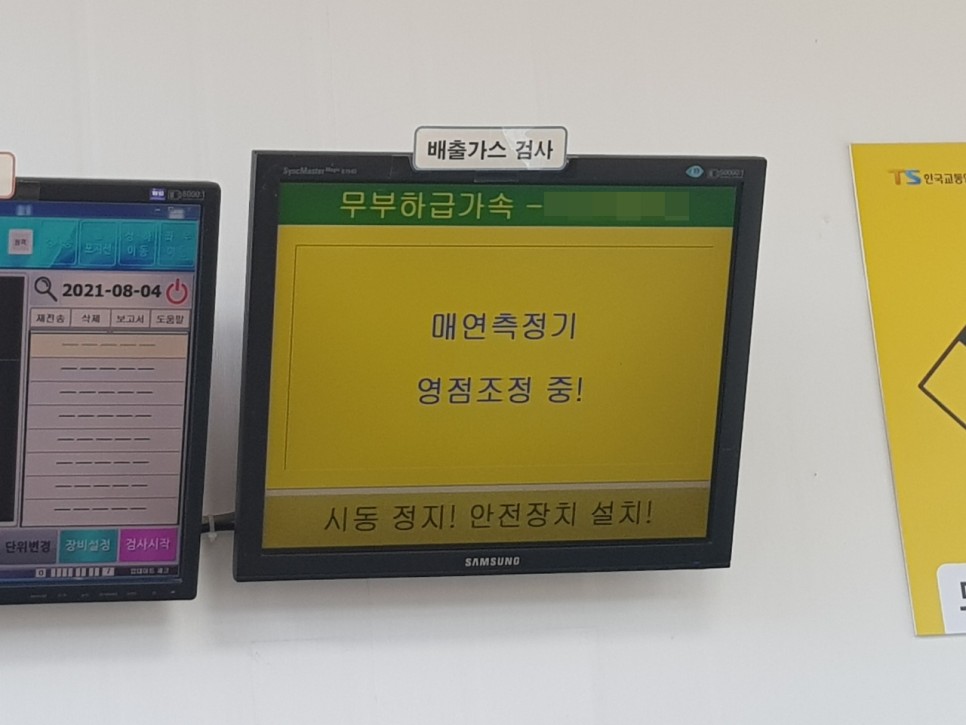 배출가스 검사
SyncMaster
무부하급가속 -
매연측정기
영점조정 중!
시동 정지! 안전장치 설치!
SAMSUNG
2021-08-04
재전송 삭제 보고서 도움말
단위변경 장비설정 검사시작
TS 한국교통안